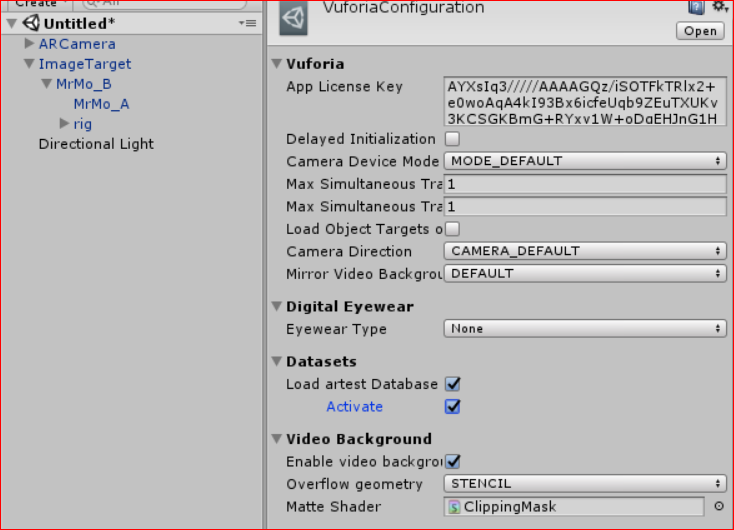 Create
All
Untitled*
ARCamera
ImageTarget
MrMo_B
MrMo_A
rig
Directional Light
VuforiaConfiguration
Open
Vuforia
App License Key
AYXsIq3/////AAAAGQz/iSOTFkTRlx2+
e0woAqA4kI93Bx6icfeUqb9ZEuTXUKv
3KCSGKBmG+RYxv1W+oDqEHJnG1H
Delayed Initialization
Camera Device Mode MODE_DEFAULT
Max Simultaneous Tra 1
Max Simultaneous Tra 1
Load Object Targets o
Camera Direction CAMERA_DEFAULT
Mirror Video Backgrou DEFAULT
Digital Eyewear
Eyewear Type None
Datasets
Load artest Database
Activate
Video Background
Enable video backgrou
Overflow geometry STENCIL
Matte Shader ClippingMask